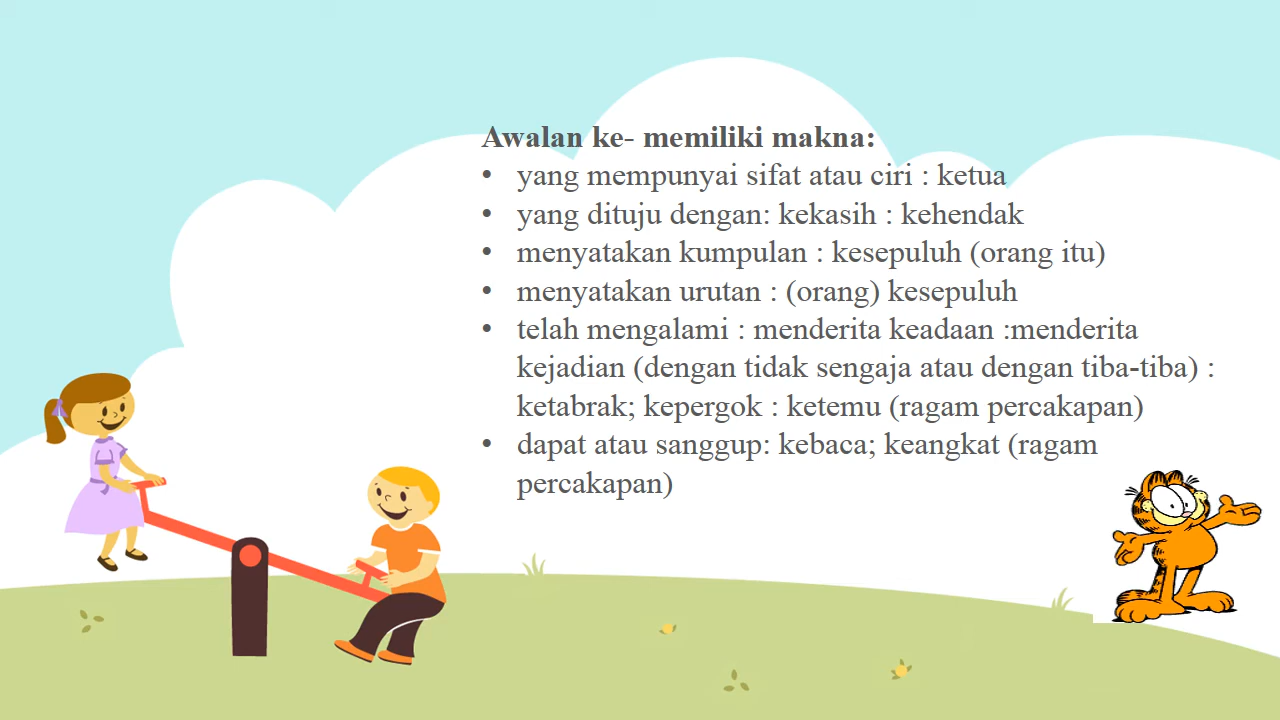 Awalan ke- memiliki makna:
• yang mempunyai sifat atau ciri : ketua
• yang dituju dengan: kekasih : kehendak
• menyatakan kumpulan : kesepuluh (orang itu)
• menyatakan urutan : (orang) kesepuluh
• telah mengalami : menderita keadaan :menderita
kejadian (dengan tidak sengaja atau dengan tiba-tiba) :
ketabrak; kepergok : ketemu (ragam percakapan)
• dapat atau sanggup: kebaca; keangkat (ragam
percakapan)